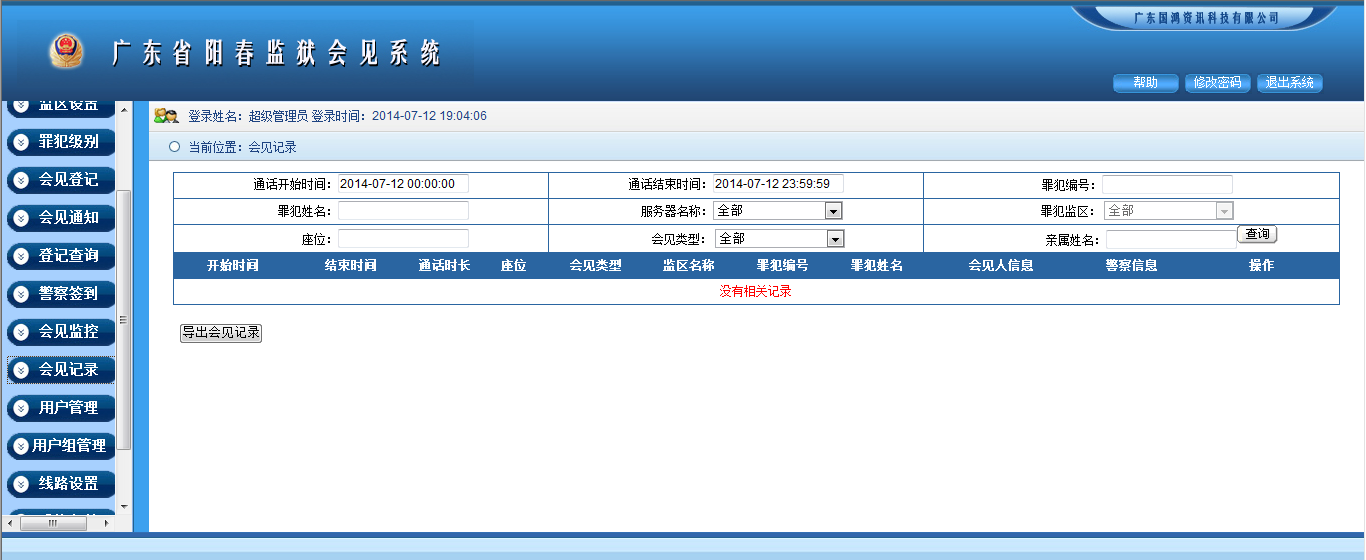 广东国鸿资讯科技有限公司
广东省阳春监狱会见系统
帮助 修改密码 退出系统
监区设置
罪犯级别
会见登记
会见通知
登记查询
警察签到
会见监控
会见记录
用户管理
用户组管理
线路设置
登录姓名：超级管理员 登录时间：2014-07-12 19:04:06
当前位置：会见记录
通话开始时间：2014-07-12 00:00:00 通话结束时间：2014-07-12 23:59:59 罪犯编号：
罪犯姓名： 服务器名称：全部 罪犯监区：全部
座位： 会见类型：全部 亲属姓名： 查询
开始时间 结束时间 通话时长 座位 会见类型 监区名称 罪犯编号 罪犯姓名 会见人信息 警察信息 操作
没有相关记录
导出会见记录